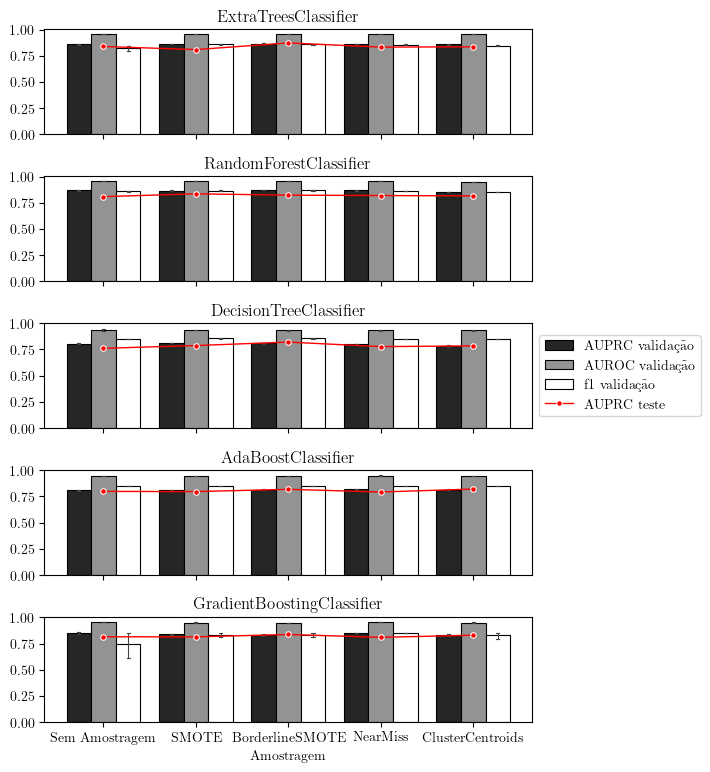 ExtraTreesClassifier
1.00
0.75
0.50
0.25
0.00
RandomForestClassifier
1.00
0.75
0.50
0.25
0.00
DecisionTreeClassifier
1.00
0.75
0.50
0.25
0.00
AUPRC validação
AUROC validação
f1 validação
AUPRC teste
AdaBoostClassifier
1.00
0.75
0.50
0.25
0.00
GradientBoostingClassifier
1.00
0.75
0.50
0.25
0.00
Sem Amostragem SMOTE BorderlineSMOTE NearMiss ClusterCentroids
Amostragem